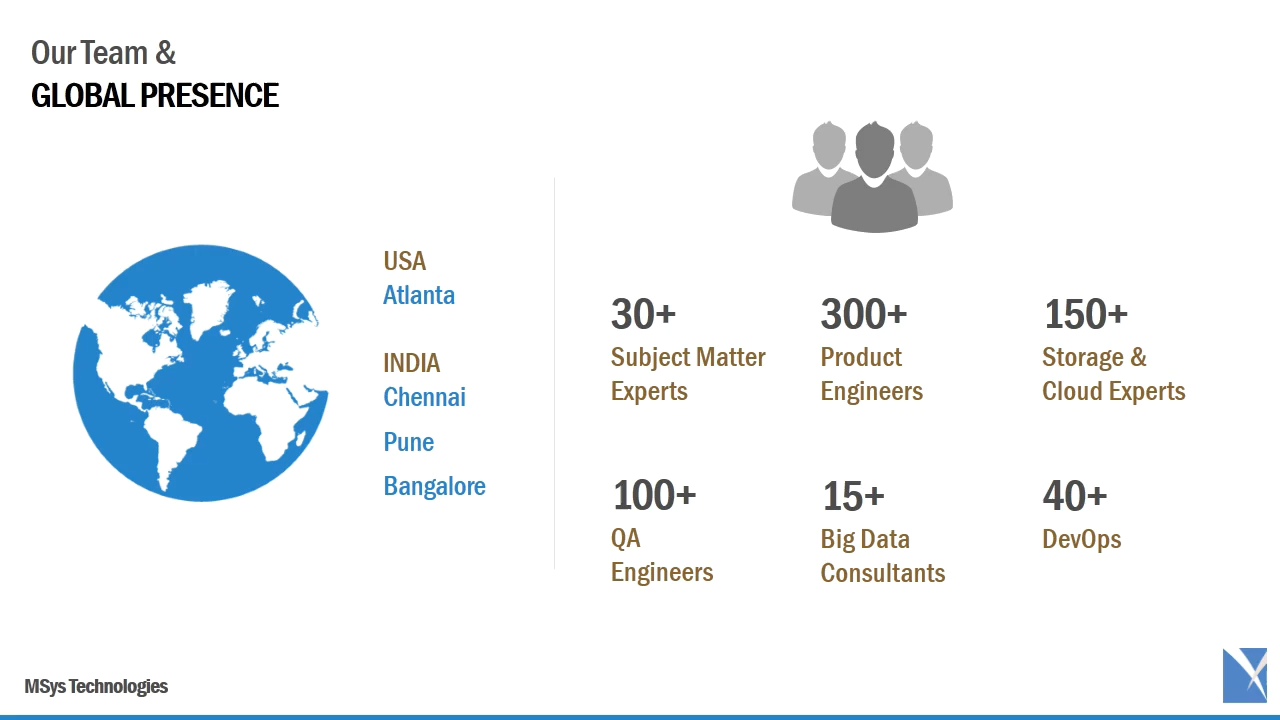 Our Team &
GLOBAL PRESENCE
USA
Atlanta
INDIA
Chennai
Pune
Bangalore
30+
Subject Matter
Experts
300+
Product
Engineers
150+
Storage &
Cloud Experts
100+
QA
Engineers
15+
Big Data
Consultants
40+
DevOps
MSys Technologies